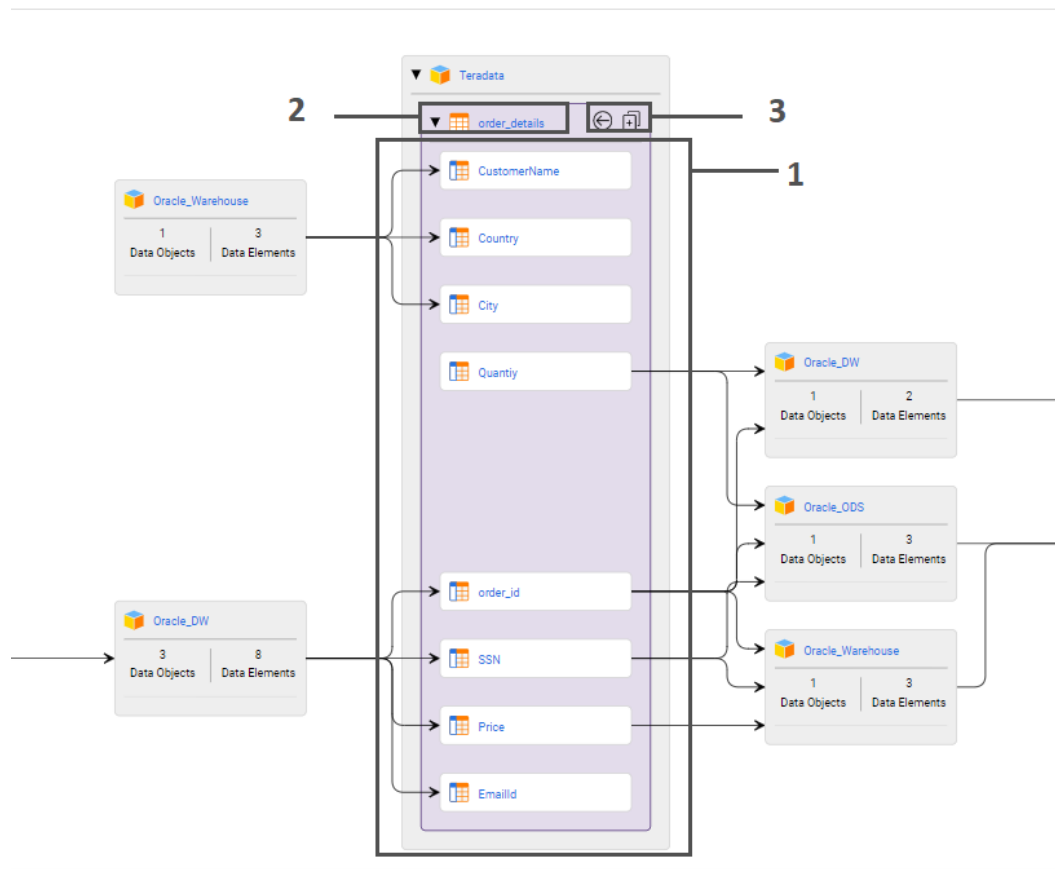 Teradata
2
order_details
3
CustomerName
1
Oracle_Warehouse
1 3
Data Objects Data Elements
Country
City
Quantiy
Oracle_DW
1 2
Data Objects Data Elements
Oracle_ODS
1 3
Data Objects Data Elements
order_id
Oracle_DW
3 8
Data Objects Data Elements
SSN
Oracle_Warehouse
1 3
Data Objects Data Elements
Price
EmailId